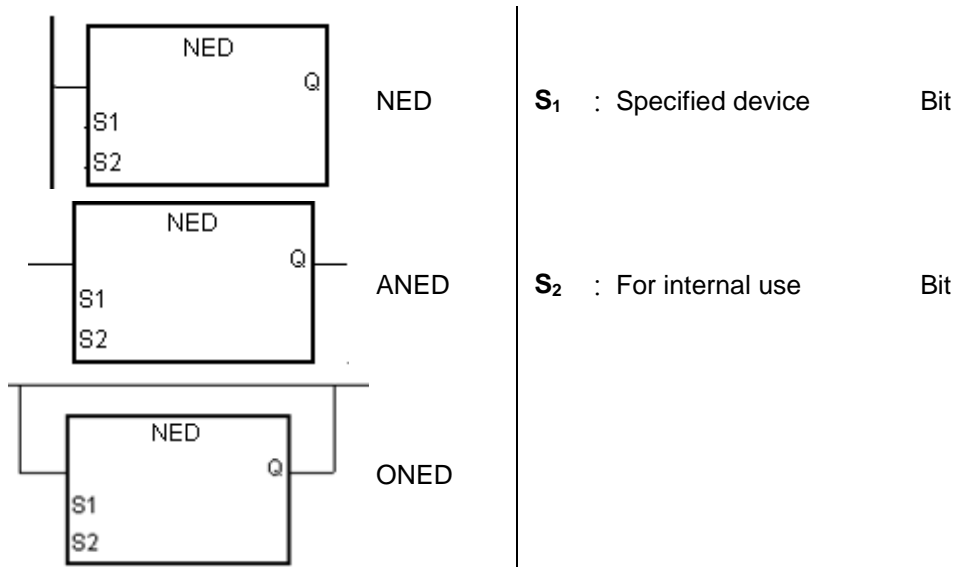 NED
Q
S1
S2
NED
S₁ : Specified device Bit
NED
Q
S1
S2
ANED
S₂ : For internal use Bit
NED
Q
S1
S2
ONED